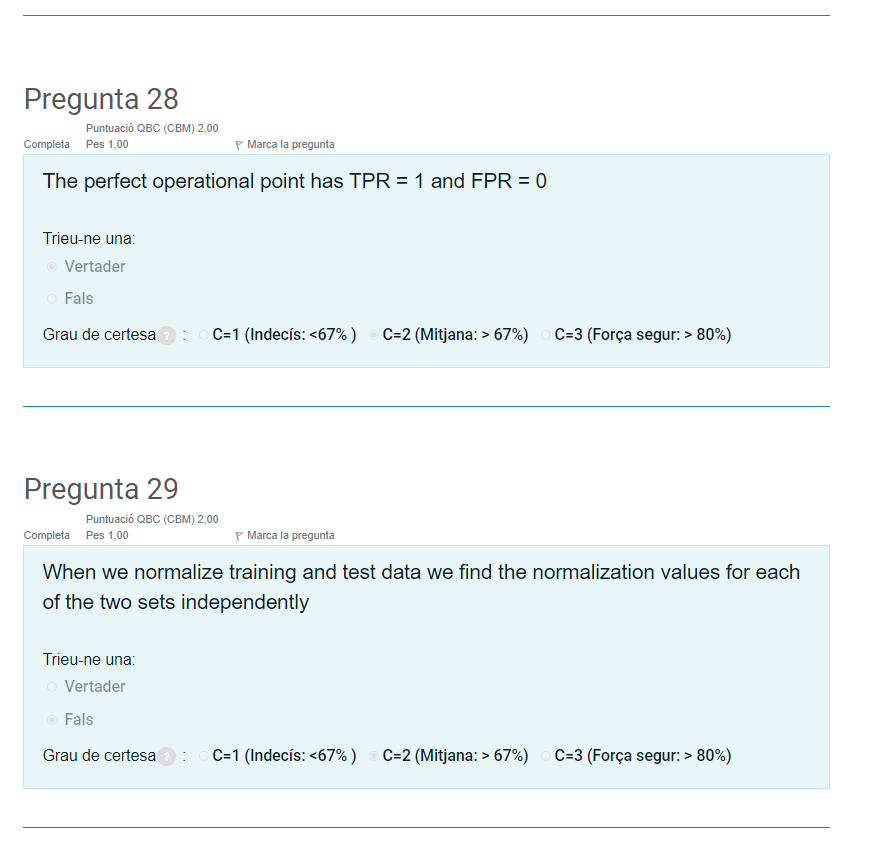 Pregunta 28
Puntuació QBC (CBM) 2,00
Completa Pes 1,00 Marca la pregunta
The perfect operational point has TPR = 1 and FPR = 0
Trieu-ne una:
Vertader
Fals
Grau de certesa ? : C=1 (Indecís: <67% ) C=2 (Mitjana: > 67%) C=3 (Força segur: > 80%)
Pregunta 29
Puntuació QBC (CBM) 2,00
Completa Pes 1,00 Marca la pregunta
When we normalize training and test data we find the normalization values for each
of the two sets independently
Trieu-ne una:
Vertader
Fals
Grau de certesa ? : C=1 (Indecís: <67% ) C=2 (Mitjana: > 67%) C=3 (Força segur: > 80%)